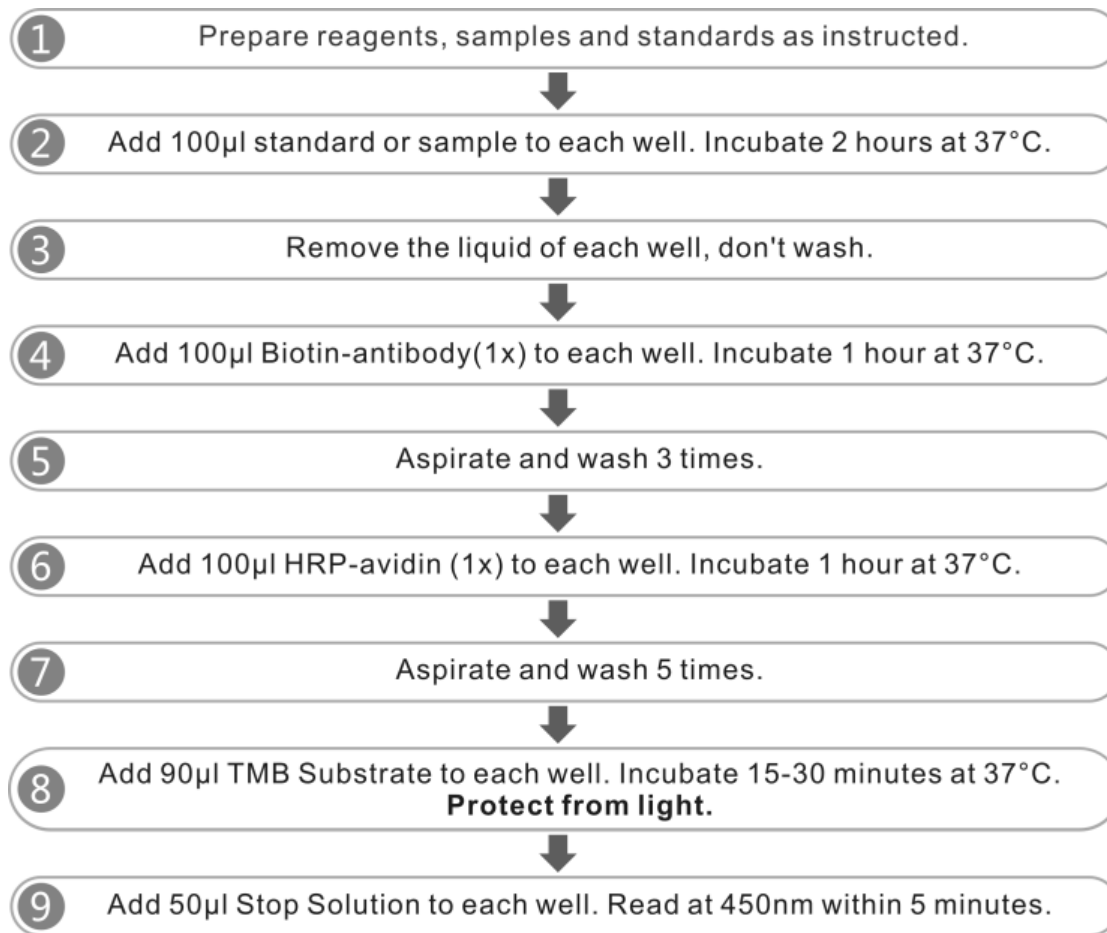 1 Prepare reagents, samples and standards as instructed.
2 Add 100µl standard or sample to each well. Incubate 2 hours at 37°C.
3 Remove the liquid of each well, don't wash.
4 Add 100µl Biotin-antibody(1x) to each well. Incubate 1 hour at 37°C.
5 Aspirate and wash 3 times.
6 Add 100µl HRP-avidin (1x) to each well. Incubate 1 hour at 37°C.
7 Aspirate and wash 5 times.
8 Add 90µl TMB Substrate to each well. Incubate 15-30 minutes at 37°C.
Protect from light.
9 Add 50µl Stop Solution to each well. Read at 450nm within 5 minutes.